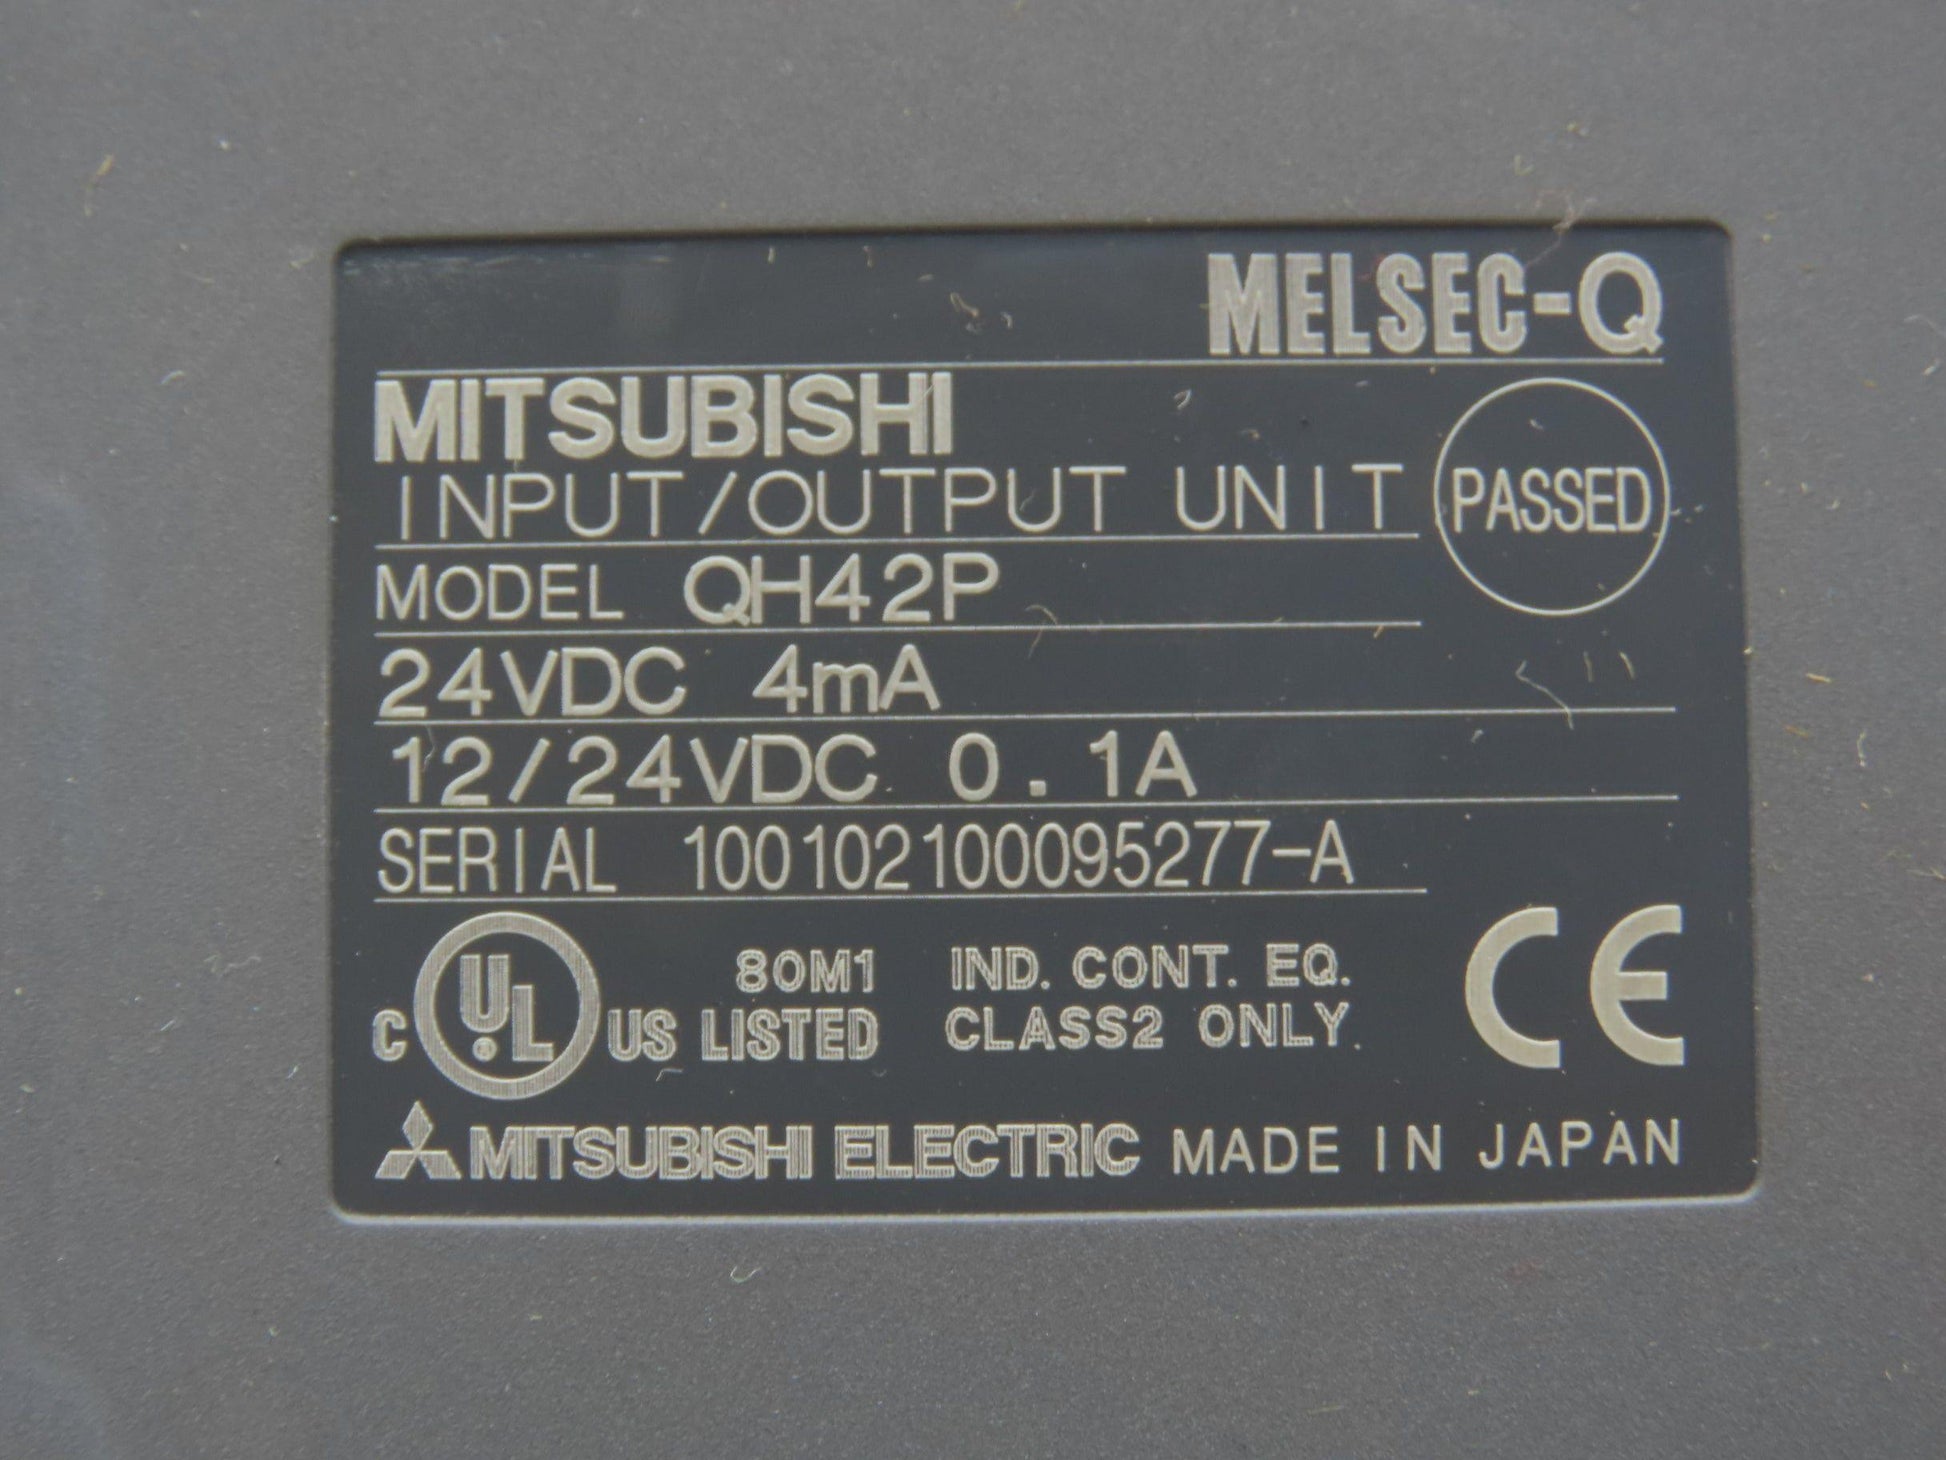 MELSEC-Q
MITSUBISHI
INPUT/OUTPUT UNIT
PASSED
MODEL QH42P
24VDC 4mA
12/24VDC 0.1A
SERIAL 100102100095277-A
C UL ® US LISTED
80M1 IND. CONT. EQ.
CLASS2 ONLY
CE
MITSUBISHI ELECTRIC MADE IN JAPAN